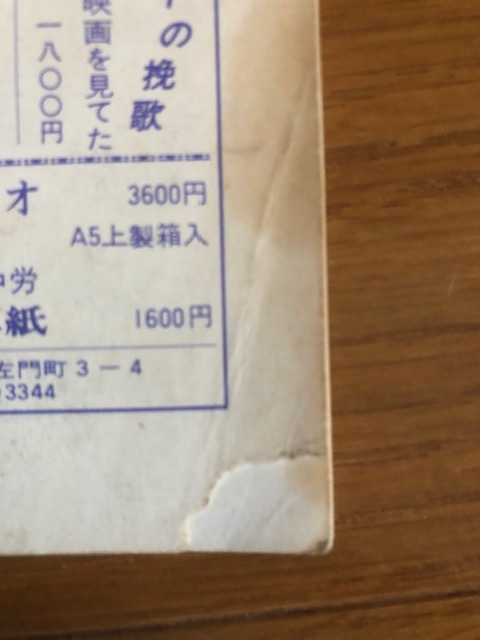 の挽歌
映画を見てた
一八〇〇円
オ
3600円
A5上製箱入
労
紙
1600円
左門町3－4
3344